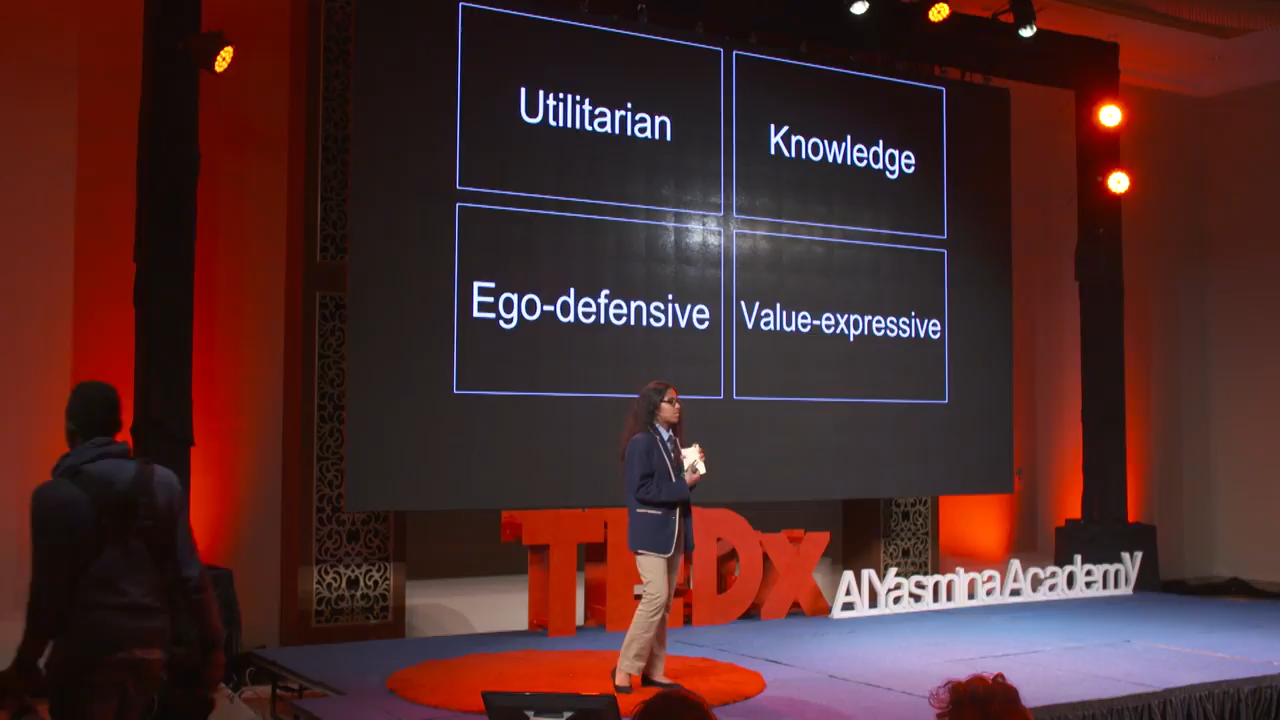 Utilitarian
Knowledge
Ego-defensive
Value-expressive
TEDx
AlYasmina Academy